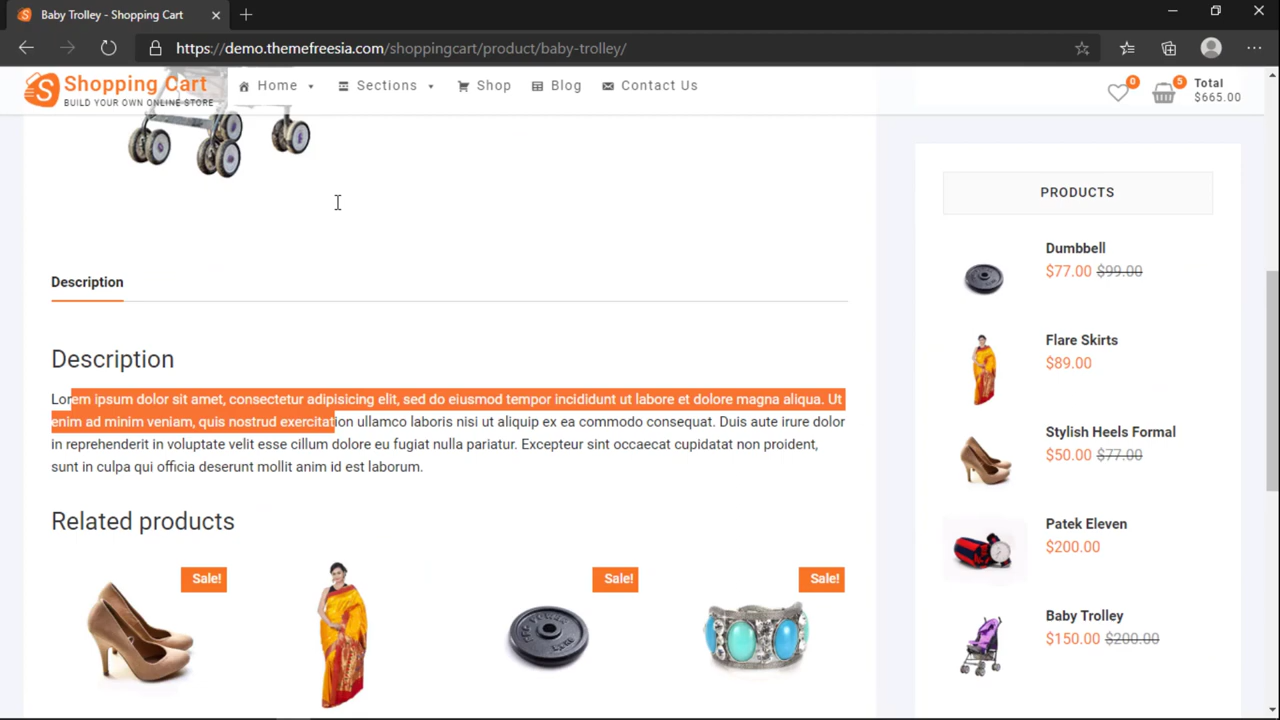 Baby Trolley - Shopping Cart
https://demo.themefreesia.com/shoppingcart/product/baby-trolley/
Shopping Cart
BUILD YOUR OWN ONLINE STORE
Home
Sections
Shop
Blog
Contact Us
0
5
Total
$665.00
Description
Description
Lorem ipsum dolor sit amet, consectetur adipisicing elit, sed do eiusmod tempor incididunt ut labore et dolore magna aliqua. Ut
enim ad minim veniam, quis nostrud exercitation ullamco laboris nisi ut aliquip ex ea commodo consequat. Duis aute irure dolor
in reprehenderit in voluptate velit esse cillum dolore eu fugiat nulla pariatur. Excepteur sint occaecat cupidatat non proident,
sunt in culpa qui officia deserunt mollit anim id est laborum.
Related products
Sale!
Sale!
Sale!
PRODUCTS
Dumbbell
$77.00 $99.00
Flare Skirts
$89.00
Stylish Heels Formal
$50.00 $77.00
Patek Eleven
$200.00
Baby Trolley
$150.00 $200.00